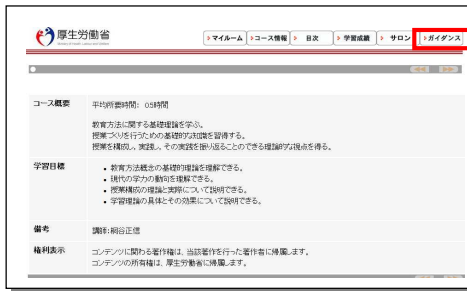 厚生労働省
マイルーム コース情報 目次 学習成績 サロン ガイダンス
コース概要
平均所要時間: 05時間
教育方法に関する基礎理論を学ぶ。
授業づくりを行うための基礎的な知識を習得する。
授業を構成し、実践し、その実践を振り返ることのできる理論的な視点を得る。
学習目標
• 教育方法概念の基礎的理論を理解できる。
• 現代の学力の動向を理解できる。
• 授業構成の理論と実際について説明できる。
• 学習理論の具体とその効果について説明できる。
備考
講師:桐谷正信
権利表示
コンテンツに関わる著作権は、当該著作を行った著作者に帰属します。
コンテンツの所有権は、厚生労働省に帰属します。